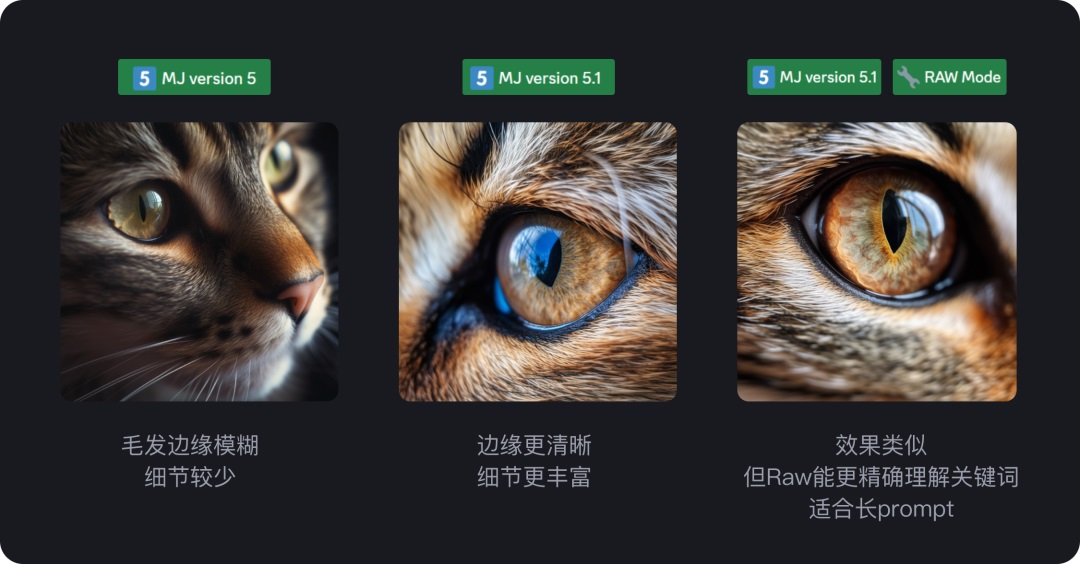 5 MJ version 5
5 MJ version 5.1
5 MJ version 5.1
RAW Mode
毛发边缘模糊
细节较少
边缘更清晰
细节更丰富
效果类似
但Raw能更精确理解关键词
适合长prompt